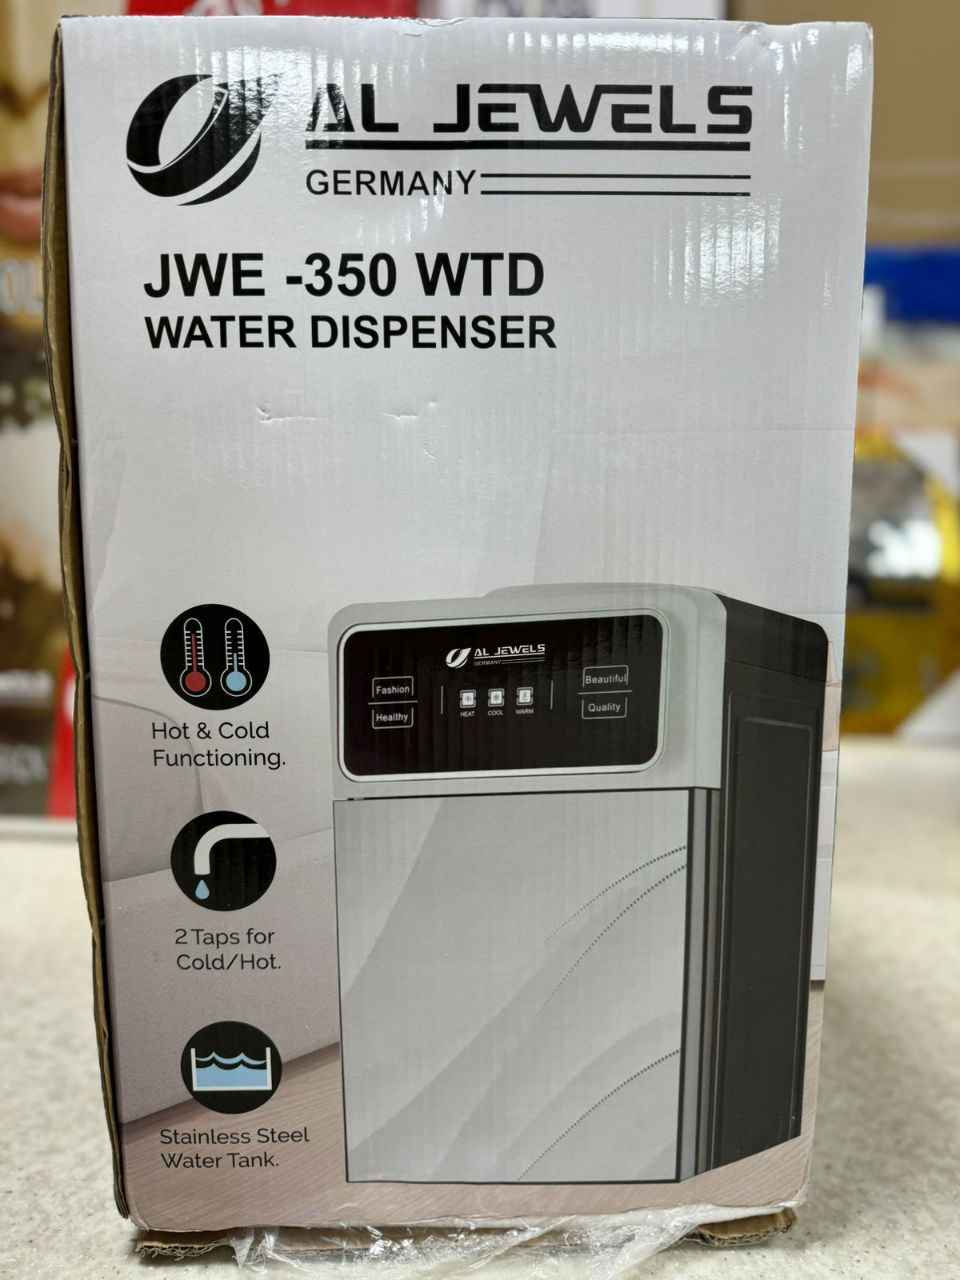 AL JEWELS
GERMANY
JWE -350 WTD
WATER DISPENSER
Hot & Cold
Functioning.
2 Taps for
Cold/Hot.
Stainless Steel
Water Tank.
AL JEWELS
GERMANY
Fashion
Healthy
HEAT COOL WARM
Beautiful
Quality